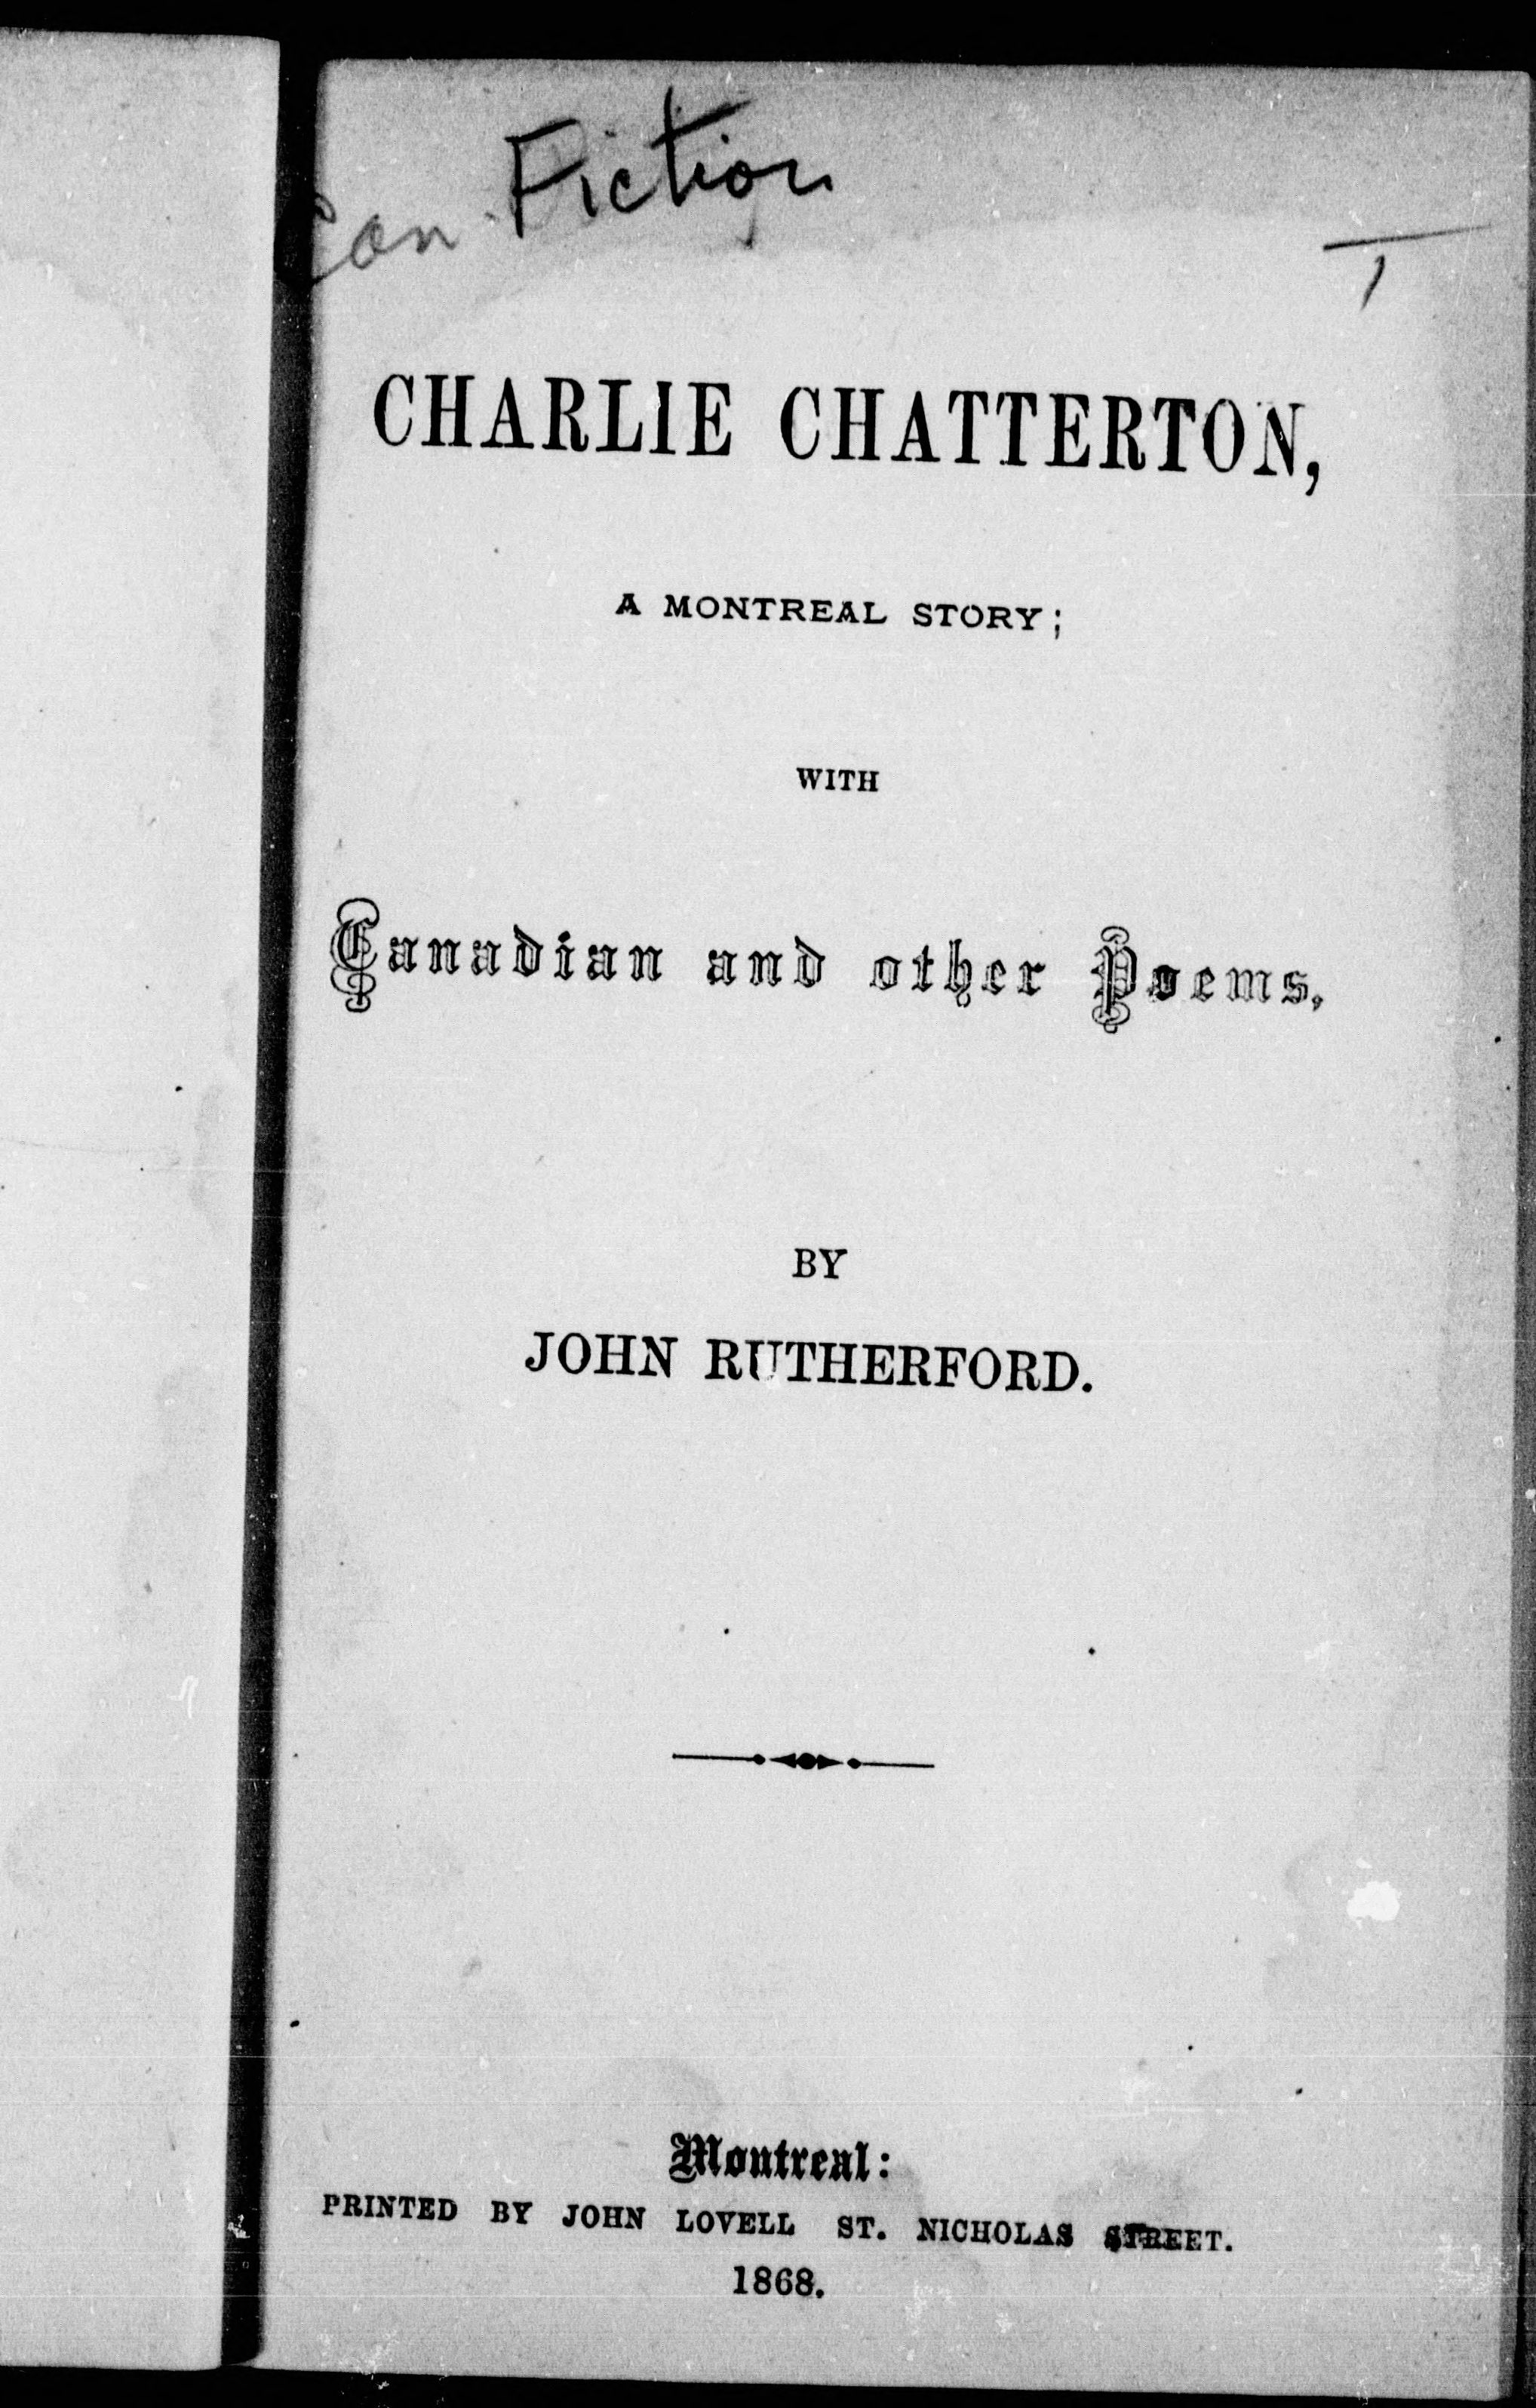 Can. Fiction
CHARLIE CHATTERTON,
A MONTREAL STORY;
WITH
Canadian and other Poems,
BY
JOHN RUTHERFORD.
Montreal:
PRINTED BY JOHN LOVELL ST. NICHOLAS STREET.
1868.